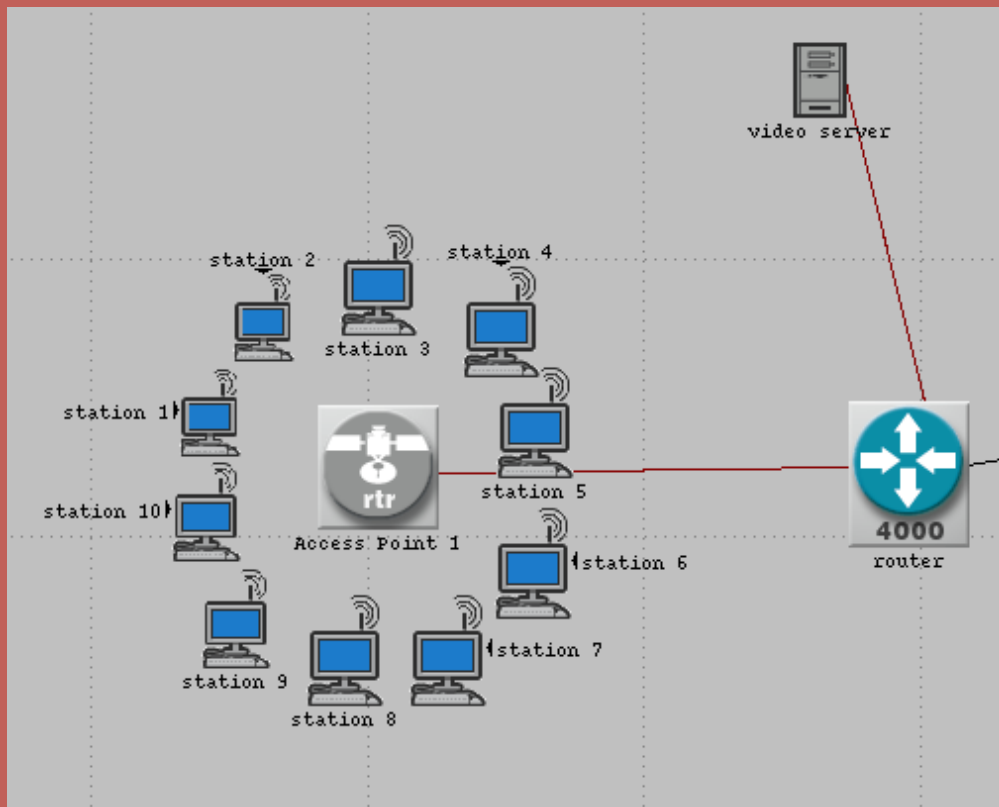 video server
station 2
station 4
station 3
station 1
rtr
station 5
station 10
4000
Access Point 1
router
station 6
station 7
station 9
station 8